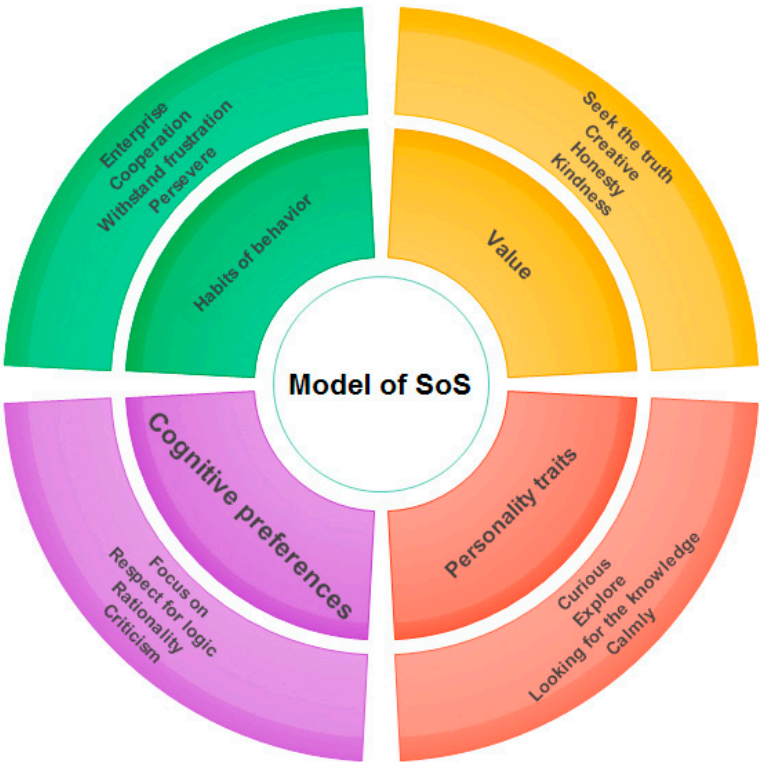 Enterprise
Cooperation
Withstand frustration
Persevere
Habits of behavior
Seek the truth
Creative
Honesty
Kindness
Value
Model of SoS
Cognitive preferences
Focus on
Respect for logic
Rationality
Criticism
Personality traits
Curious
Explore
Looking for the knowledge
Calmly